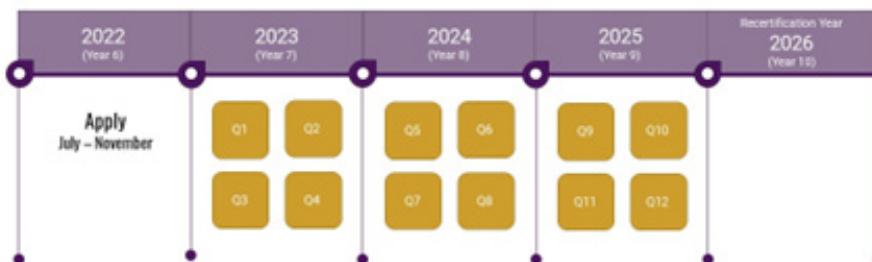 2022
(Year 6)
2023
(Year 7)
2024
(Year 8)
2025
(Year 9)
Recertification Year
2026
(Year 10)
Apply
July – November
Q1 Q2
Q3 Q4
Q5 Q6
Q7 Q8
Q9 Q10
Q11 Q12